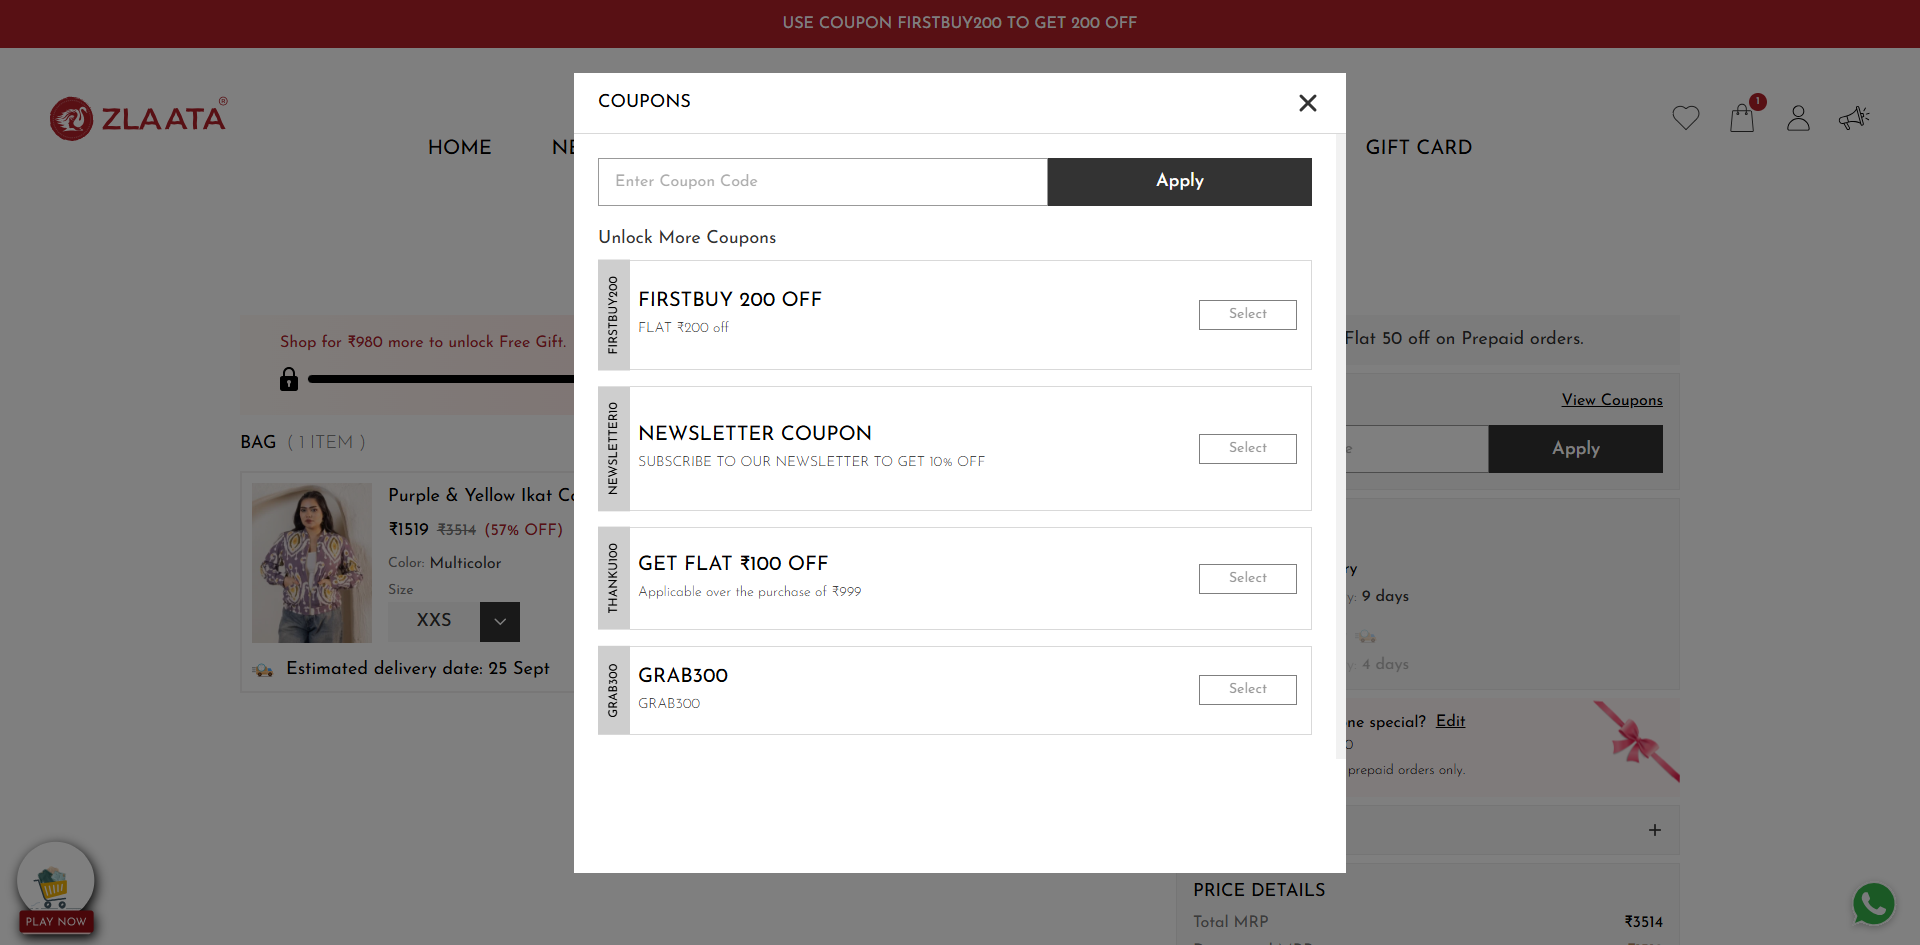 USE COUPON FIRSTBUY200 TO GET 200 OFF
ZLAATA®
HOME
NE
GIFT CARD
1
COUPONS
Enter Coupon Code
Apply
Unlock More Coupons
FIRSTBUY200
FIRSTBUY 200 OFF
FLAT ₹200 off
Select
NEWSLETTER10
NEWSLETTER COUPON
SUBSCRIBE TO OUR NEWSLETTER TO GET 10% OFF
Select
THANKU100
GET FLAT ₹100 OFF
Applicable over the purchase of ₹999
Select
GRAB300
GRAB300
GRAB300
Select
Shop for ₹980 more to unlock Free Gift.
BAG ( 1 ITEM )
Purple & Yellow Ikat Co
₹1519 ₹3514 (57% OFF)
Color: Multicolor
Size
XXS
Estimated delivery date: 25 Sept
Flat 50 off on Prepaid orders.
View Coupons
e
Apply
ry
y: 9 days
y: 4 days
ne special? Edit
0
prepaid orders only.
+
PRICE DETAILS
Total MRP ₹3514
PLAY NOW